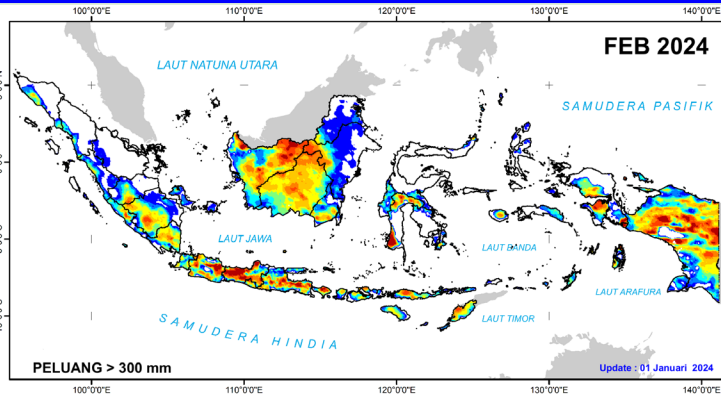 100°0'0"E 110°0'0"E 120°0'0"E 130°0'0"E 140°0'0"E
FEB 2024
LAUT NATUNA UTARA
SAMUDERA PASIFIK
LAUT JAWA
LAUT BANDA
LAUT ARAFURA
SAMUDERA HINDIA
LAUT TIMOR
PELUANG > 300 mm
Update : 01 Januari 2024
100°0'0"E 110°0'0"E 120°0'0"E 130°0'0"E 140°0'0"E